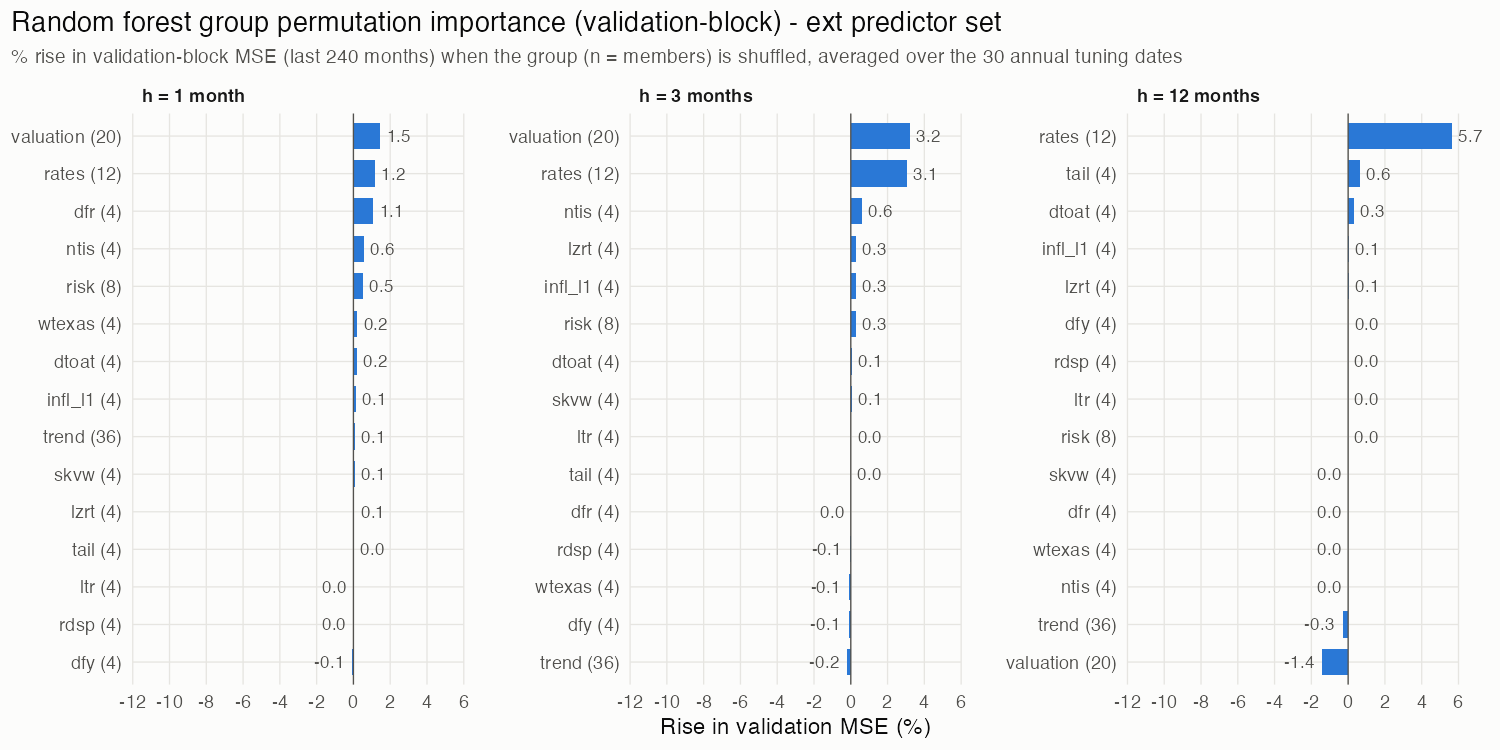 Random forest group permutation importance (validation-block) - ext predictor set
% rise in validation-block MSE (last 240 months) when the group (n = members) is shuffled, averaged over the 30 annual tuning dates
h = 1 month
valuation (20) 1.5
rates (12) 1.2
dfr (4) 1.1
ntis (4) 0.6
risk (8) 0.5
wtexas (4) 0.2
dtoat (4) 0.2
infl_l1 (4) 0.1
trend (36) 0.1
skvw (4) 0.1
lzrt (4) 0.1
tail (4) 0.0
ltr (4) 0.0
rdsp (4) 0.0
dfy (4) -0.1
-12 -10 -8 -6 -4 -2 0 2 4 6
h = 3 months
valuation (20) 3.2
rates (12) 3.1
ntis (4) 0.6
lzrt (4) 0.3
infl_l1 (4) 0.3
risk (8) 0.3
dtoat (4) 0.1
skvw (4) 0.1
ltr (4) 0.0
tail (4) 0.0
dfr (4) 0.0
rdsp (4) -0.1
wtexas (4) -0.1
dfy (4) -0.1
trend (36) -0.2
-12 -10 -8 -6 -4 -2 0 2 4 6
h = 12 months
rates (12) 5.7
tail (4) 0.6
dtoat (4) 0.3
infl_l1 (4) 0.1
lzrt (4) 0.1
dfy (4) 0.0
rdsp (4) 0.0
ltr (4) 0.0
risk (8) 0.0
skvw (4) 0.0
dfr (4) 0.0
wtexas (4) 0.0
ntis (4) 0.0
trend (36) -0.3
valuation (20) -1.4
-12 -10 -8 -6 -4 -2 0 2 4 6
Rise in validation MSE (%)